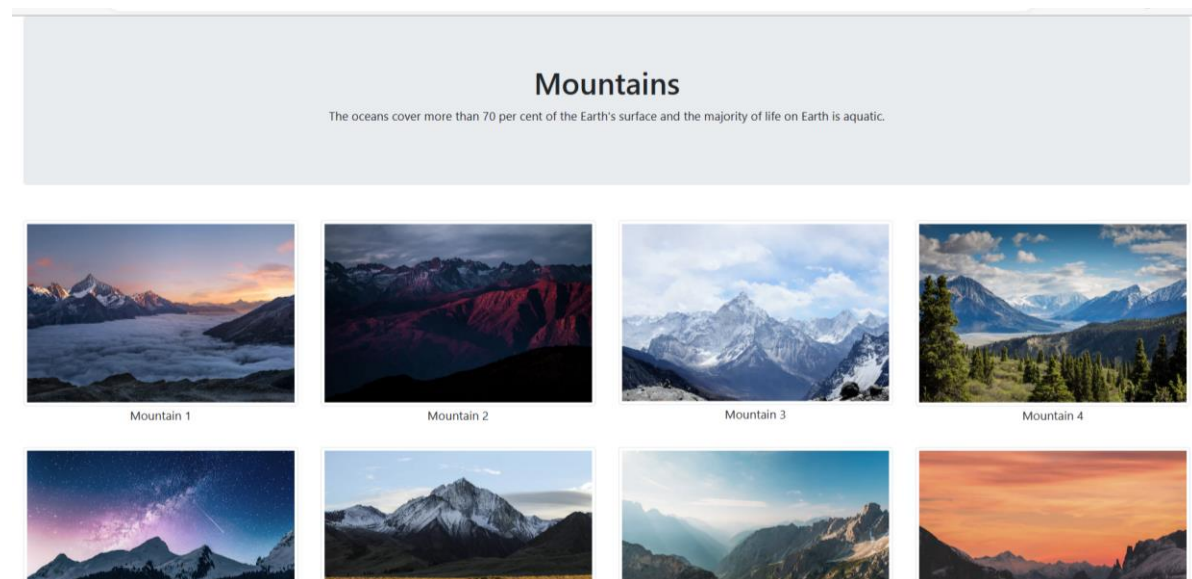 Mountains
The oceans cover more than 70 per cent of the Earth's surface and the majority of life on Earth is aquatic.
Mountain 1
Mountain 2
Mountain 3
Mountain 4